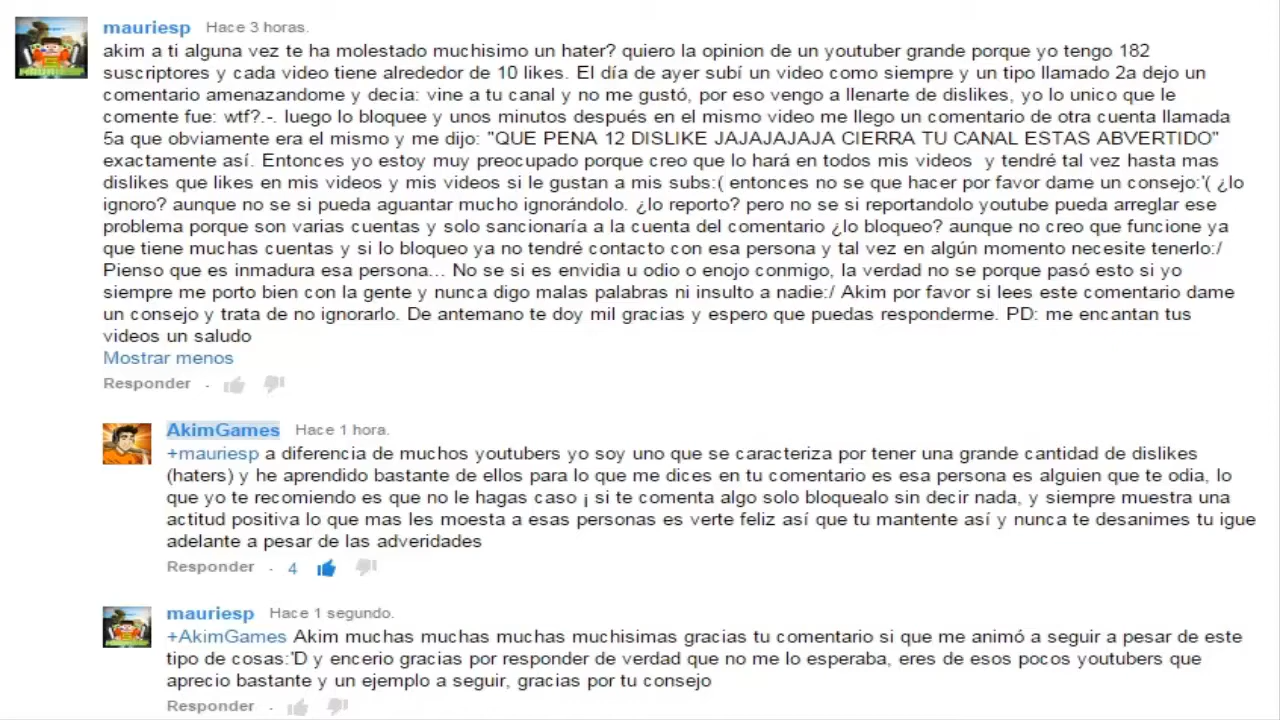 mauriesp Hace 3 horas.
akim a ti alguna vez te ha molestado muchisimo un hater? quiero la opinin de un youtuber grande porque yo tengo 182
suscriptores y cada video tiene alrededor de 10 likes. El día de ayer subí un video como siempre y un tipo llamado 2a dejo un
comentario amenazandome y decia: vine a tu canal y no me gustó, por eso vengo a llenarte de dislikes, yo lo unico que le
comente fue: wtf?.-. luego lo bloquee y unos minutos después en el mismo video me llego un comentario de otra cuenta llamada
5a que obviamente era el mismo y me dijo: "QUE PENA 12 DISLIKE JAJAJAJAJA CIERRA TU CANAL ESTAS ABVERTIDO"
exactamente así. Entonces yo estoy muy preocupado porque creo que lo hará en todos mis videos y tendré tal vez hasta mas
dislikes que likes en mis videos y mis videos si le gustan a mis subs:( entonces no se que hacer por favor dame un consejo:'( ¿lo
ignoro? aunque no se si pueda aguantar mucho ignorándolo. ¿lo reporto? pero no se si reportandolo youtube pueda arreglar ese
problema porque son varias cuentas y solo sancionaría a la cuenta del comentario ¿lo bloqueo? aunque no creo que funcione ya
que tiene muchas cuentas y si lo bloqueo ya no tendré contacto con esa persona y tal vez en algún momento necesite tenerlo:/
Pienso que es inmadura esa persona... No se si es envidia u odio o enojo conmigo, la verdad no se porque pasó esto si yo
siempre me porto bien con la gente y nunca digo malas palabras ni insulto a nadie:/ Akim por favor si lees este comentario dame
un consejo y trata de no ignorarlo. De antemano te doy mil gracias y espero que puedas responderme. PD: me encantan tus
videos un saludo
Mostrar menos
Responder .
AkimGames Hace 1 hora.
+mauriesp a diferencia de muchos youtubers yo soy uno que se caracteriza por tener una grande cantidad de dislikes
(haters) y he aprendido bastante de ellos para lo que me dices en tu comentario es esa persona es alguien que te odia, lo
que yo te recomiendo es que no le hagas caso ¡ si te comenta algo solo bloquealo sin decir nada, y siempre muestra una
actitud positiva lo que mas les moesta a esas personas es verte feliz así que tu mantente así y nunca te desanimes tu igue
adelante a pesar de las adveridades
Responder . 4
mauriesp Hace 1 segundo.
+AkimGames Akim muchas muchas muchas muchisimas gracias tu comentario si que me animó a seguir a pesar de este
tipo de cosas:'D y encerio gracias por responder de verdad que no me lo esperaba, eres de esos pocos youtubers que
aprecio bastante y un ejemplo a seguir, gracias por tu consejo
Responder .